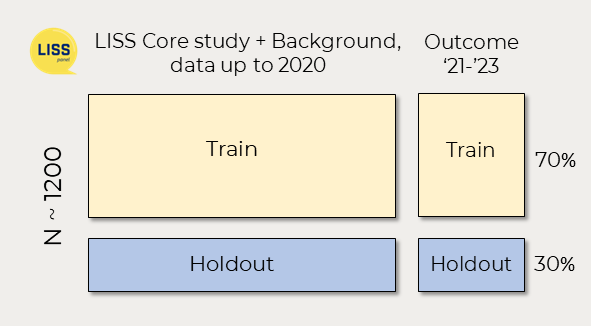 LISS
panel
LISS Core study + Background,
data up to 2020
Outcome
‘21-’23
N ~ 1200
Train
Train
70%
Holdout
Holdout
30%